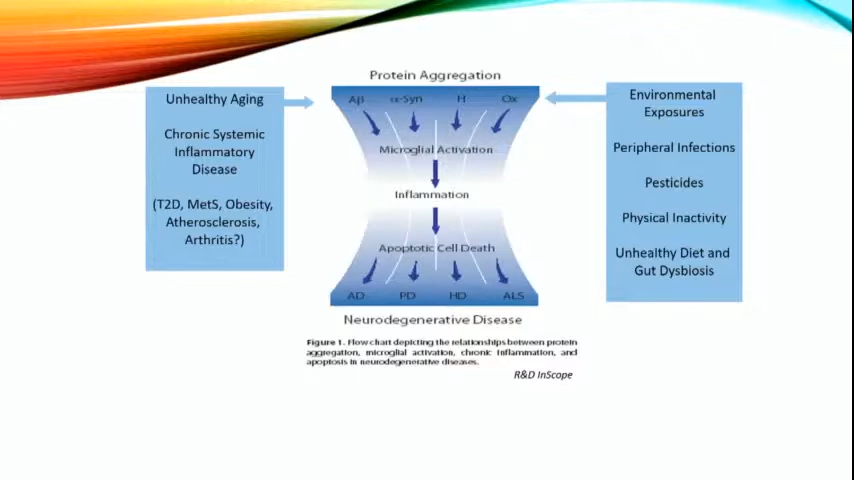 Protein Aggregation
Unhealthy Aging
Chronic Systemic
Inflammatory
Disease
(T2D, MetS, Obesity,
Atherosclerosis,
Arthritis?)
Aβ α-Syn H Ox
Microglial Activation
Inflammation
Apoptotic Cell Death
AD PD HD ALS
Neurodegenerative Disease
Environmental
Exposures
Peripheral Infections
Pesticides
Physical Inactivity
Unhealthy Diet and
Gut Dysbiosis
Figure 1. Flow chart depicting the relationships between protein
aggregation, microglial activation, chronic inflammation, and
apoptosis in neurodegenerative diseases.
R&D InScope